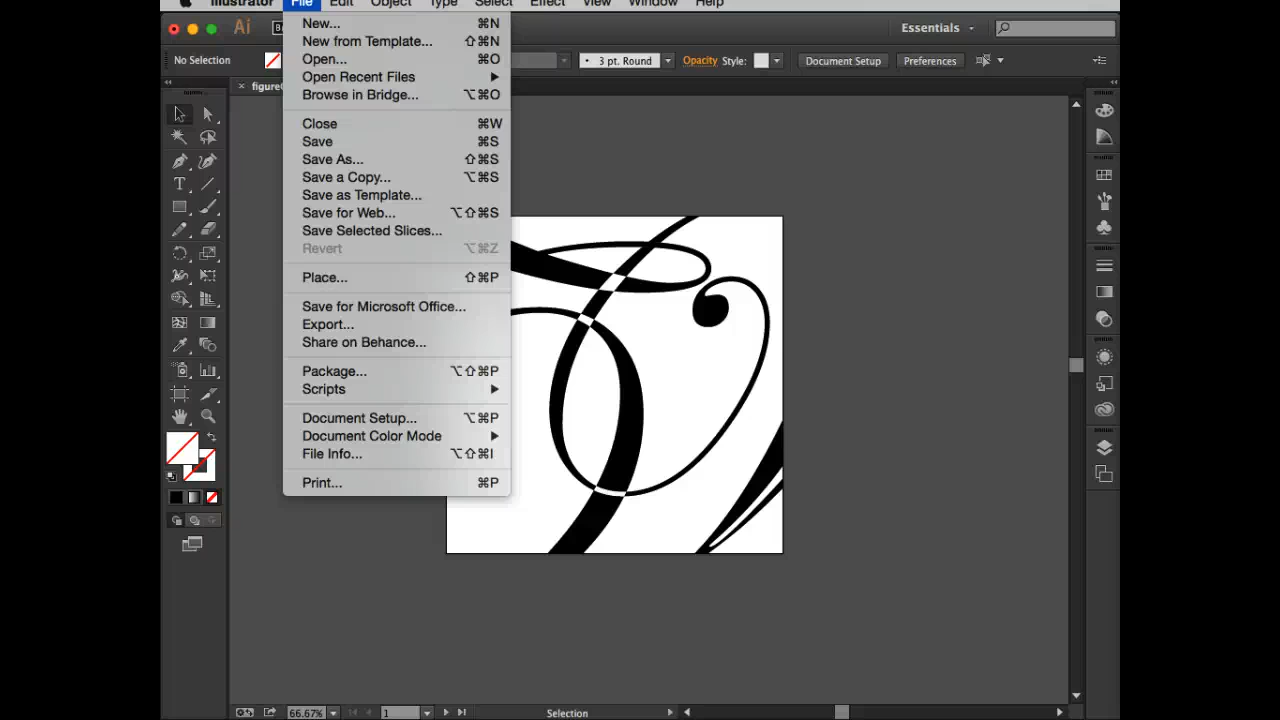 Illustrator File Edit Object Type Select Effect View Window Help
Ai
Essentials
No Selection
3 pt. Round
Opacity Style:
Document Setup
Preferences
New... ⌘N
New from Template... ⇧⌘N
Open... ⌘O
Open Recent Files
Browse in Bridge... ⌥⌘O
Close ⌘W
Save ⌘S
Save As... ⇧⌘S
Save a Copy... ⌥⌘S
Save as Template...
Save for Web... ⌥⇧⌘S
Save Selected Slices...
Revert ⌥⌘Z
Place... ⇧⌘P
Save for Microsoft Office...
Export...
Share on Behance...
Package... ⌥⇧⌘P
Scripts
Document Setup... ⌥⌘P
Document Color Mode
File Info... ⌥⇧⌘I
Print... ⌘P
66.67%
1
Selection